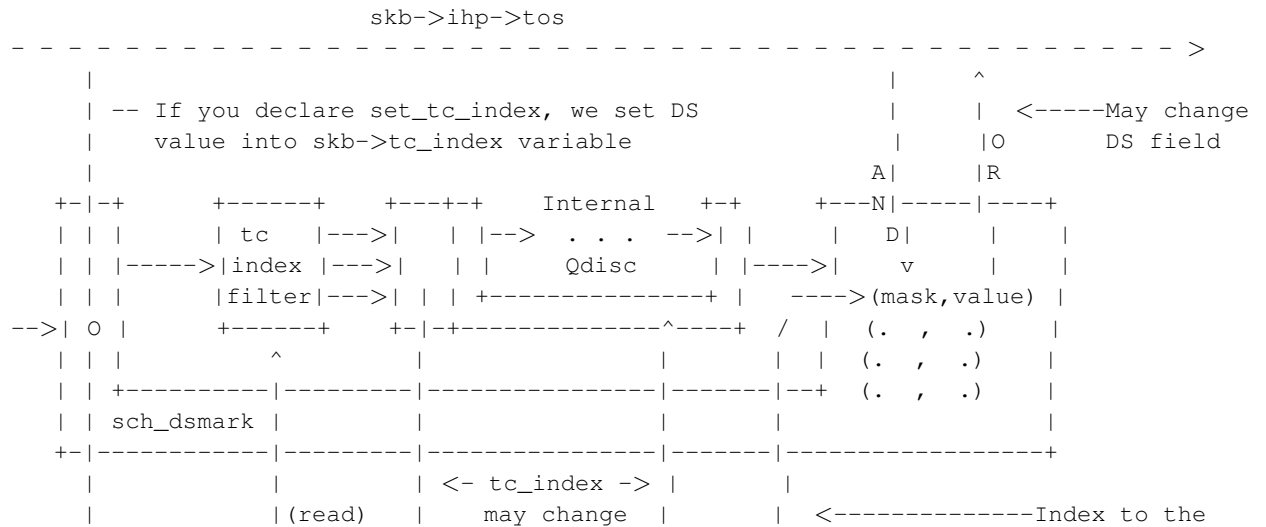 skb->ihp->tos
- - - - - - - - - - - - - - - - - - - - - - - - - - - - - - - - - - - - - - - - - >
     |                                                       |     ^
     | -- If you declare set_tc_index, we set DS             |     |  <-----May change
     |    value into skb->tc_index variable                  |     |O       DS field
     |                                                      A|     |R
   +-|-+      +------+    +---+-+    Internal   +-+     +---N|-----|----+
   | | |      | tc   |--->|   | |-->  . . .  -->| |     |   D|     |    |
   | | |----->|index |--->|   | |     Qdisc     | |---->|    v     |    |
   | | |      |filter|--->| | | +---------------+ |   ---->(mask,value) |
-->| O |      +------+    +-|-+--------------^----+  /  |  (.  ,  .)    |
   | | |          ^         |                |       |  |  (.  ,  .)    |
   | | +----------|---------|----------------|-------|--+  (.  ,  .)    |
   | | sch_dsmark |         |                |       |                  |
   +-|------------|---------|----------------|-------|------------------+
     |            |         | <- tc_index -> |       |
     |            |(read)   |    may change  |       |  <--------------Index to the